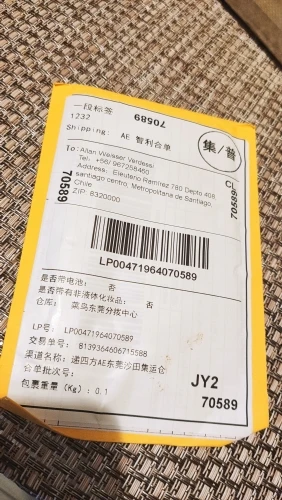 一段标签
1232
70589
Shipping: AE 智利合单
集/普
To: Allan Weisser Verdessi
Tel: +56/ 967258460
Address: Eleuterio Ramirez 780 Depto 408,
santiago centro, Metropolitana de Santiago,
Chile
ZIP: 8320000
CL
70589
70589
LP00471964070589
是否带电池: 否
是否带有非液体化妆品: 否
仓库: 菜鸟东莞分拨中心
LP号: LP00471964070589
交易单号: 8139364606715588
渠道名称: 递四方AE东莞沙田集运仓
合单批次号:
包裹重量 (Kg): 0.1
JY2
70589